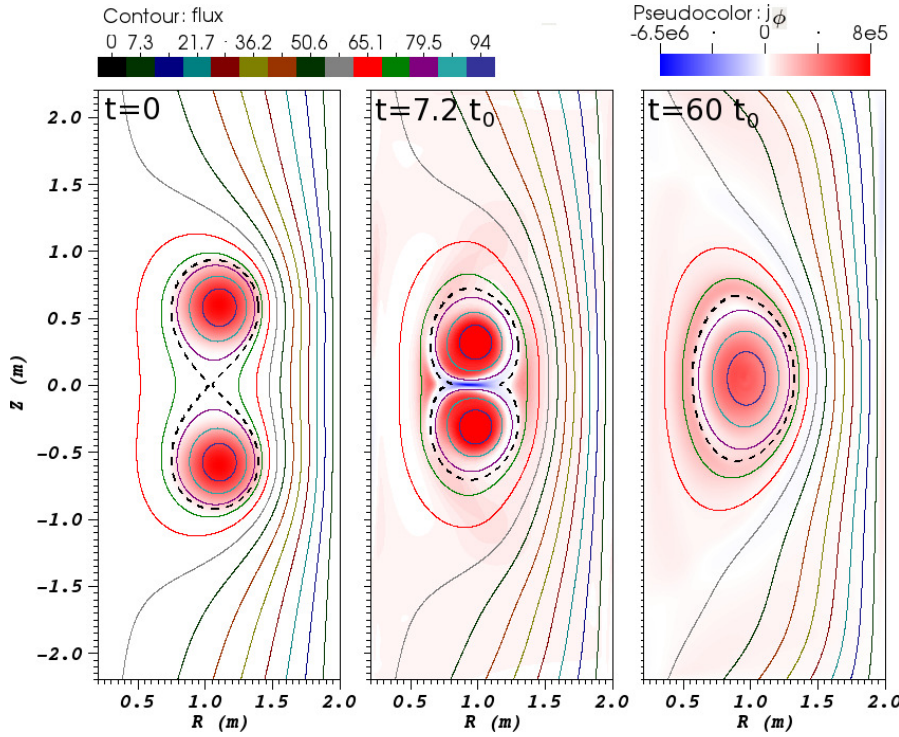 Contour: flux
0 7.3 · 21.7 · 36.2 · 50.6 · 65.1 · 79.5 · 94
Pseudocolor: jϕ
-6.5e6 · 0 · 8e5
t=0
t=7.2 t0
t=60 t0
Z (m)
2.0
1.5
1.0
0.5
0.0
-0.5
-1.0
-1.5
-2.0
0.5 1.0 1.5 2.0
0.5 1.0 1.5 2.0
0.5 1.0 1.5 2.0
R (m)
R (m)
R (m)